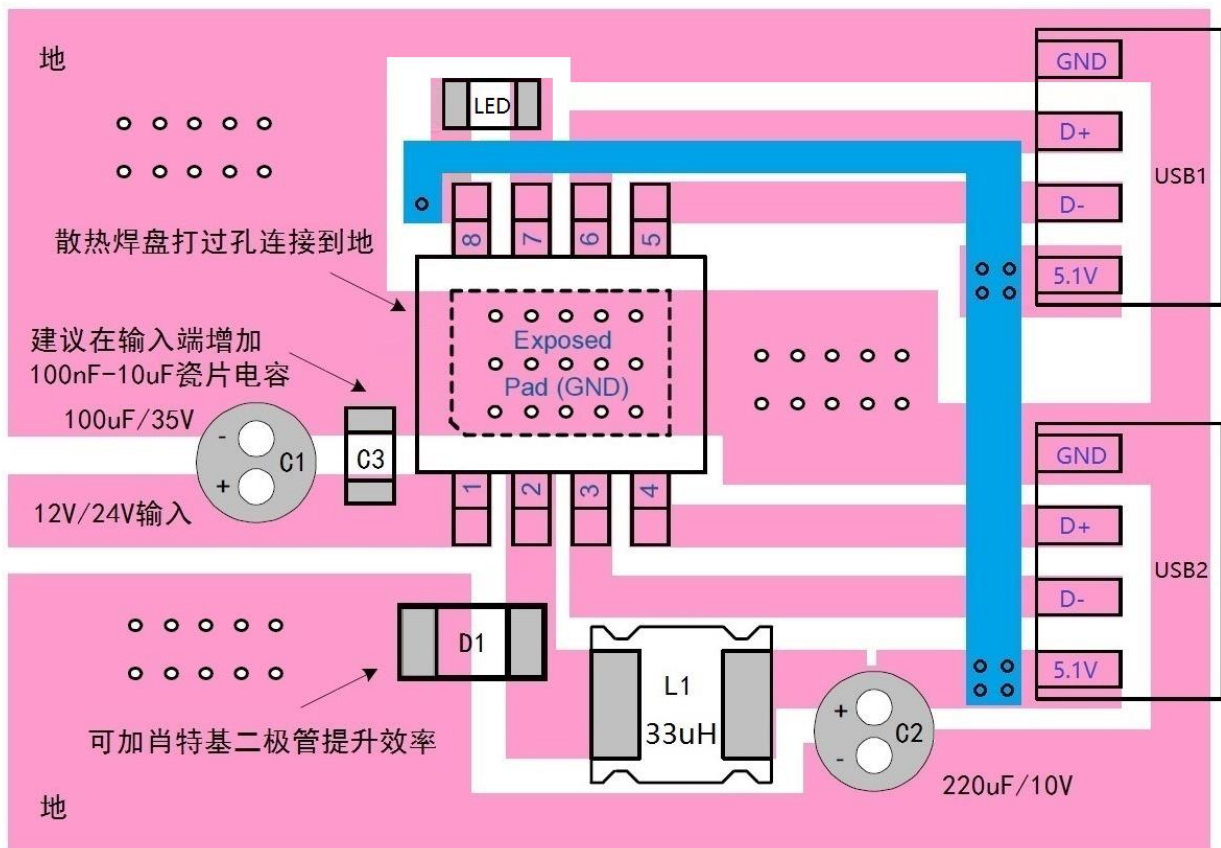 地
LED
GND
D+
D-
5.1V
USB1
8
7
6
5
散热焊盘打过孔连接到地
Exposed
Pad (GND)
建议在输入端增加
100nF-10uF瓷片电容
100uF/35V
-
+
C1
C3
12V/24V输入
1
2
3
4
GND
D+
D-
5.1V
USB2
D1
L1
33uH
+
-
C2
220uF/10V
可加肖特基二极管提升效率
地